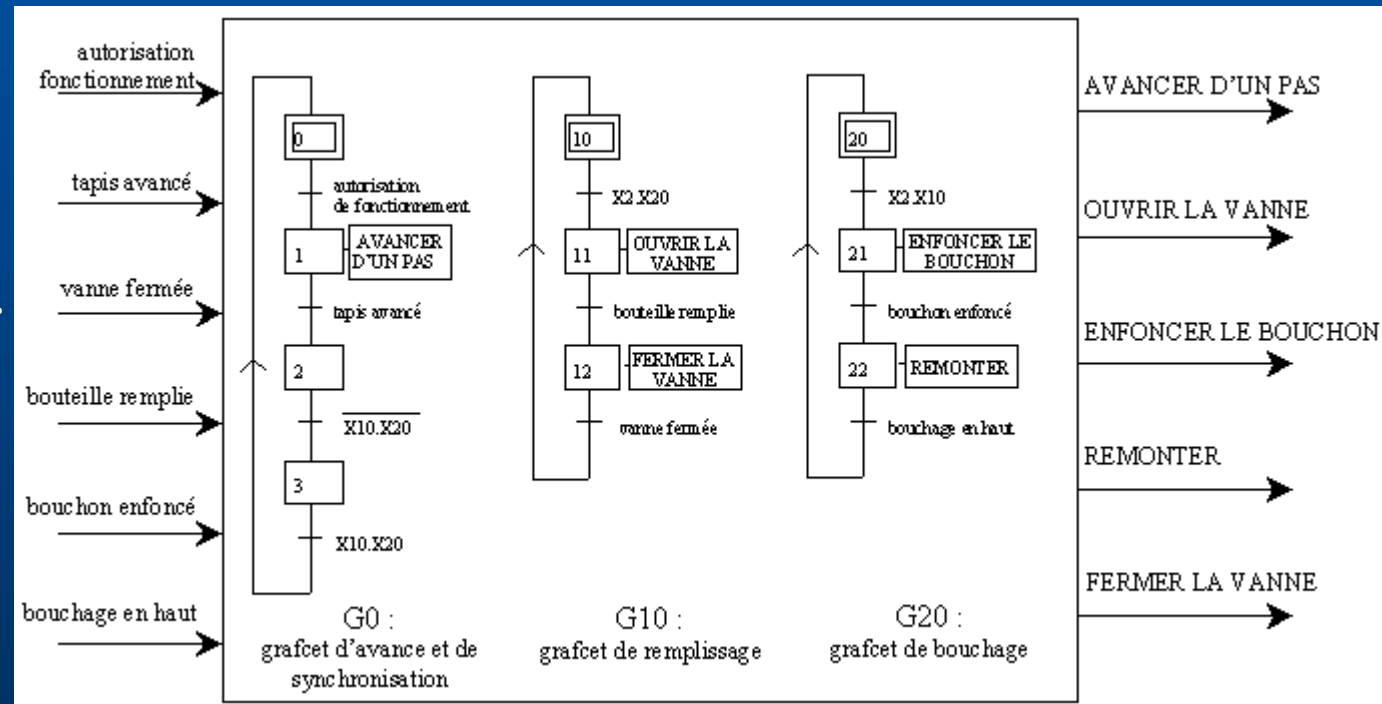 autorisation
fonctionnement
tapis avancé
vanne fermée
bouteille remplie
bouchon enfoncé
bouchage en haut
0
autorisation
de fonctionnement
1
AVANCER
D'UN PAS
tapis avancé
2
X10.X20
3
X10.X20
G0 :
grafcet d'avance et de
synchronisation
10
X2.X20
11
OUVRIR LA
VANNE
bouteille remplie
12
FERMER LA
VANNE
vanne fermée
G10 :
grafcet de remplissage
20
X2.X10
21
ENFONCER LE
BOUCHON
bouchon enfoncé
22
REMONTER
bouchage en haut
G20 :
grafcet de bouchage
AVANCER D'UN PAS
OUVRIR LA VANNE
ENFONCER LE BOUCHON
REMONTER
FERMER LA VANNE